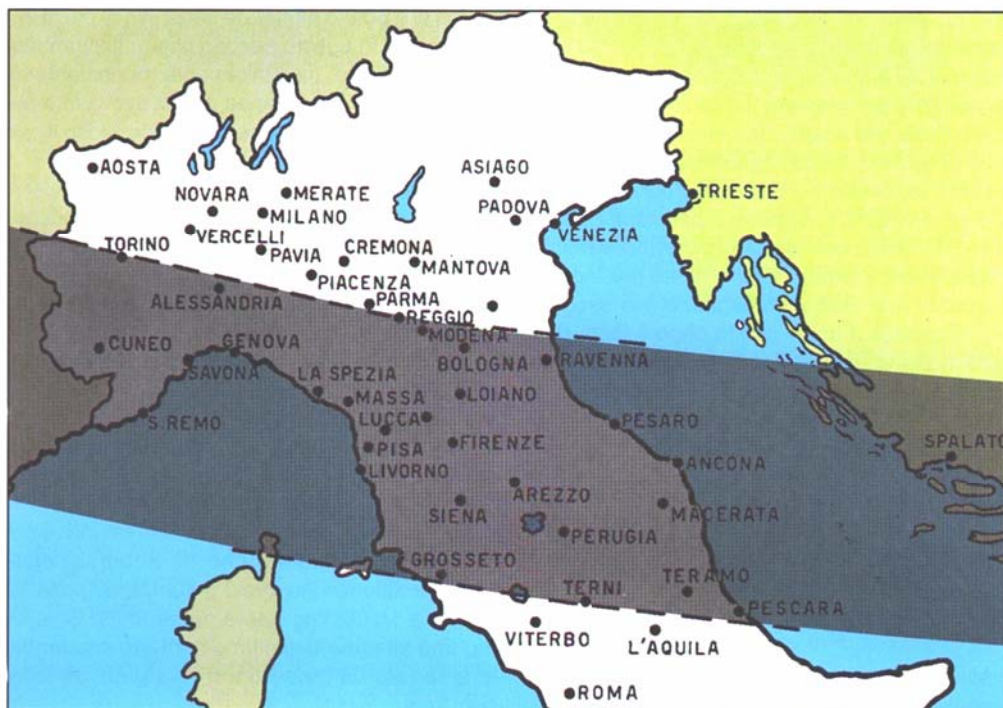 AOSTA
ASIAGO
NOVARA
MERATE
TRIESTE
MILANO
PADOVA
VERCELLI
VENEZIA
TORINO
PAVIA
CREMONA
MANTOVA
PIACENZA
ALESSANDRIA
PARMA
REGGIO
MODENA
CUNEO
GENOVA
BOLOGNA
RAVENNA
SAVONA
LA SPEZIA
LOIANO
MASSA
S.REMO
LUCCA
PESARO
PISA
FIRENZE
SPALATO
LIVORNO
ANCONA
AREZZO
SIENA
MACERATA
PERUGIA
GROSSETO
TERNI
TERAMO
PESCARA
VITERBO
L'AQUILA
ROMA